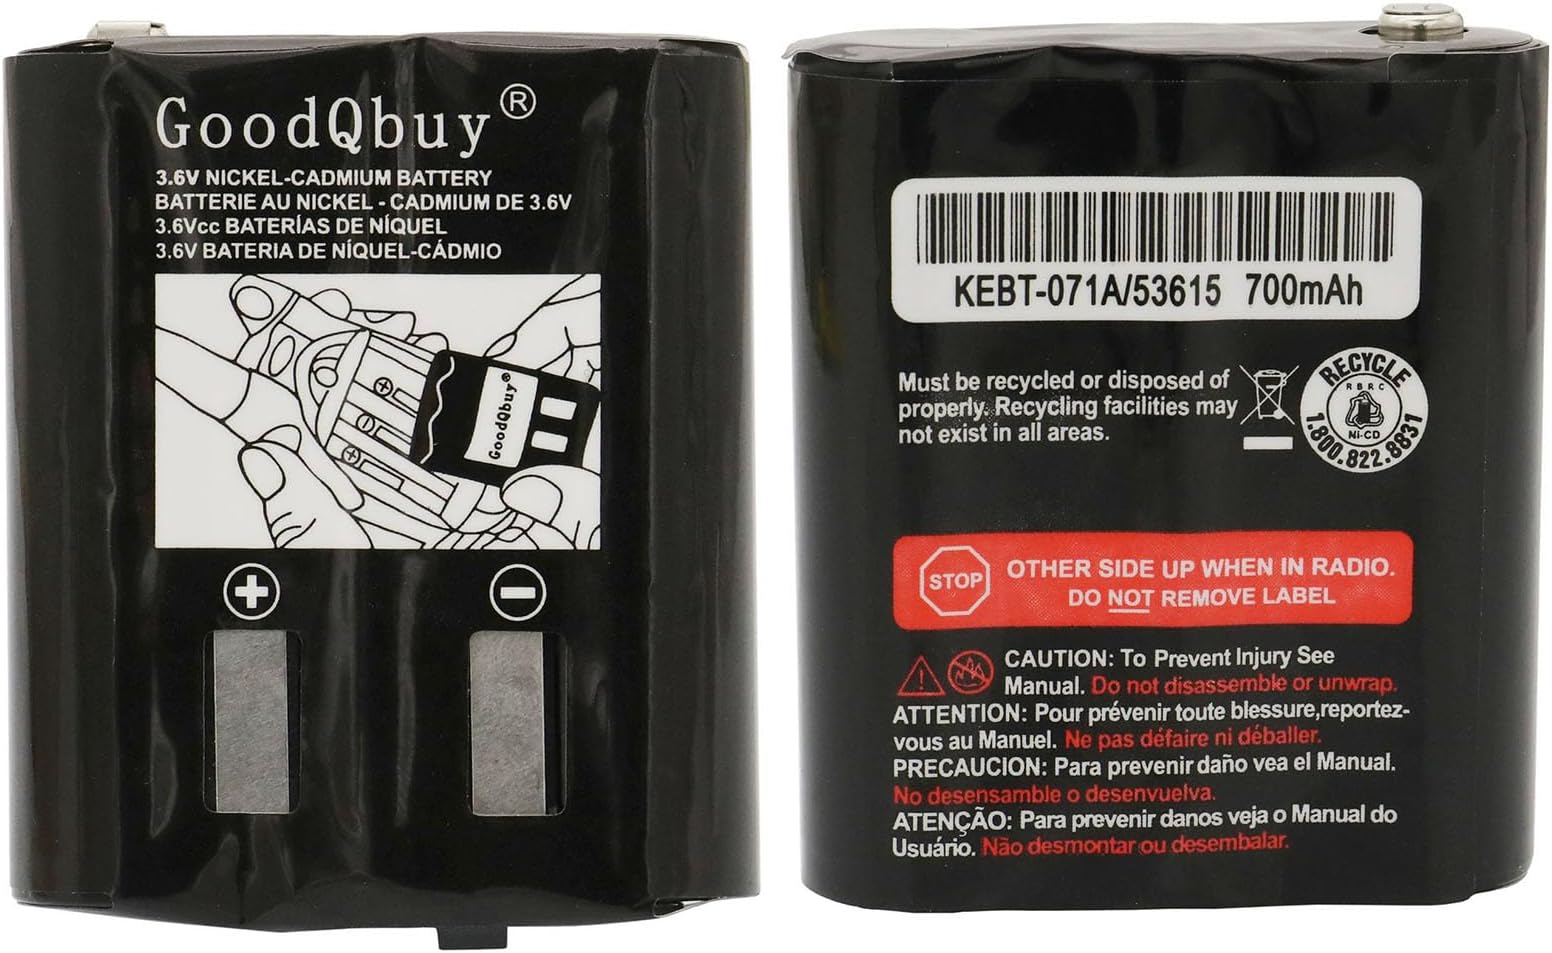 GoodQbuy®
3.6V NICKEL-CADMIUM BATTERY
BATTERIE AU NICKEL - CADMIUM DE 3.6V
3.6Vcc BATERÍAS DE NÍQUEL
3.6V BATERIA DE NÍQUEL-CÁDMIO
+
-
+
GoodQbuy®
+
-
KEBT-071A/53615 700mAh
Must be recycled or disposed of
properly. Recycling facilities may
not exist in all areas.
RECYCLE
RBRC
Ni-CD
1.800.822.8831
STOP
OTHER SIDE UP WHEN IN RADIO.
DO NOT REMOVE LABEL
CAUTION: To Prevent Injury See
Manual. Do not disassemble or unwrap.
ATTENTION: Pour prévenir toute blessure,reportez-
vous au Manuel. Ne pas défaire ni déballer.
PRECAUCION: Para prevenir daño vea el Manual.
No desensamble o desenvuelva.
ATENÇÃO: Para prevenir danos veja o Manual do
Usuário. Não desmontar ou desembalar.